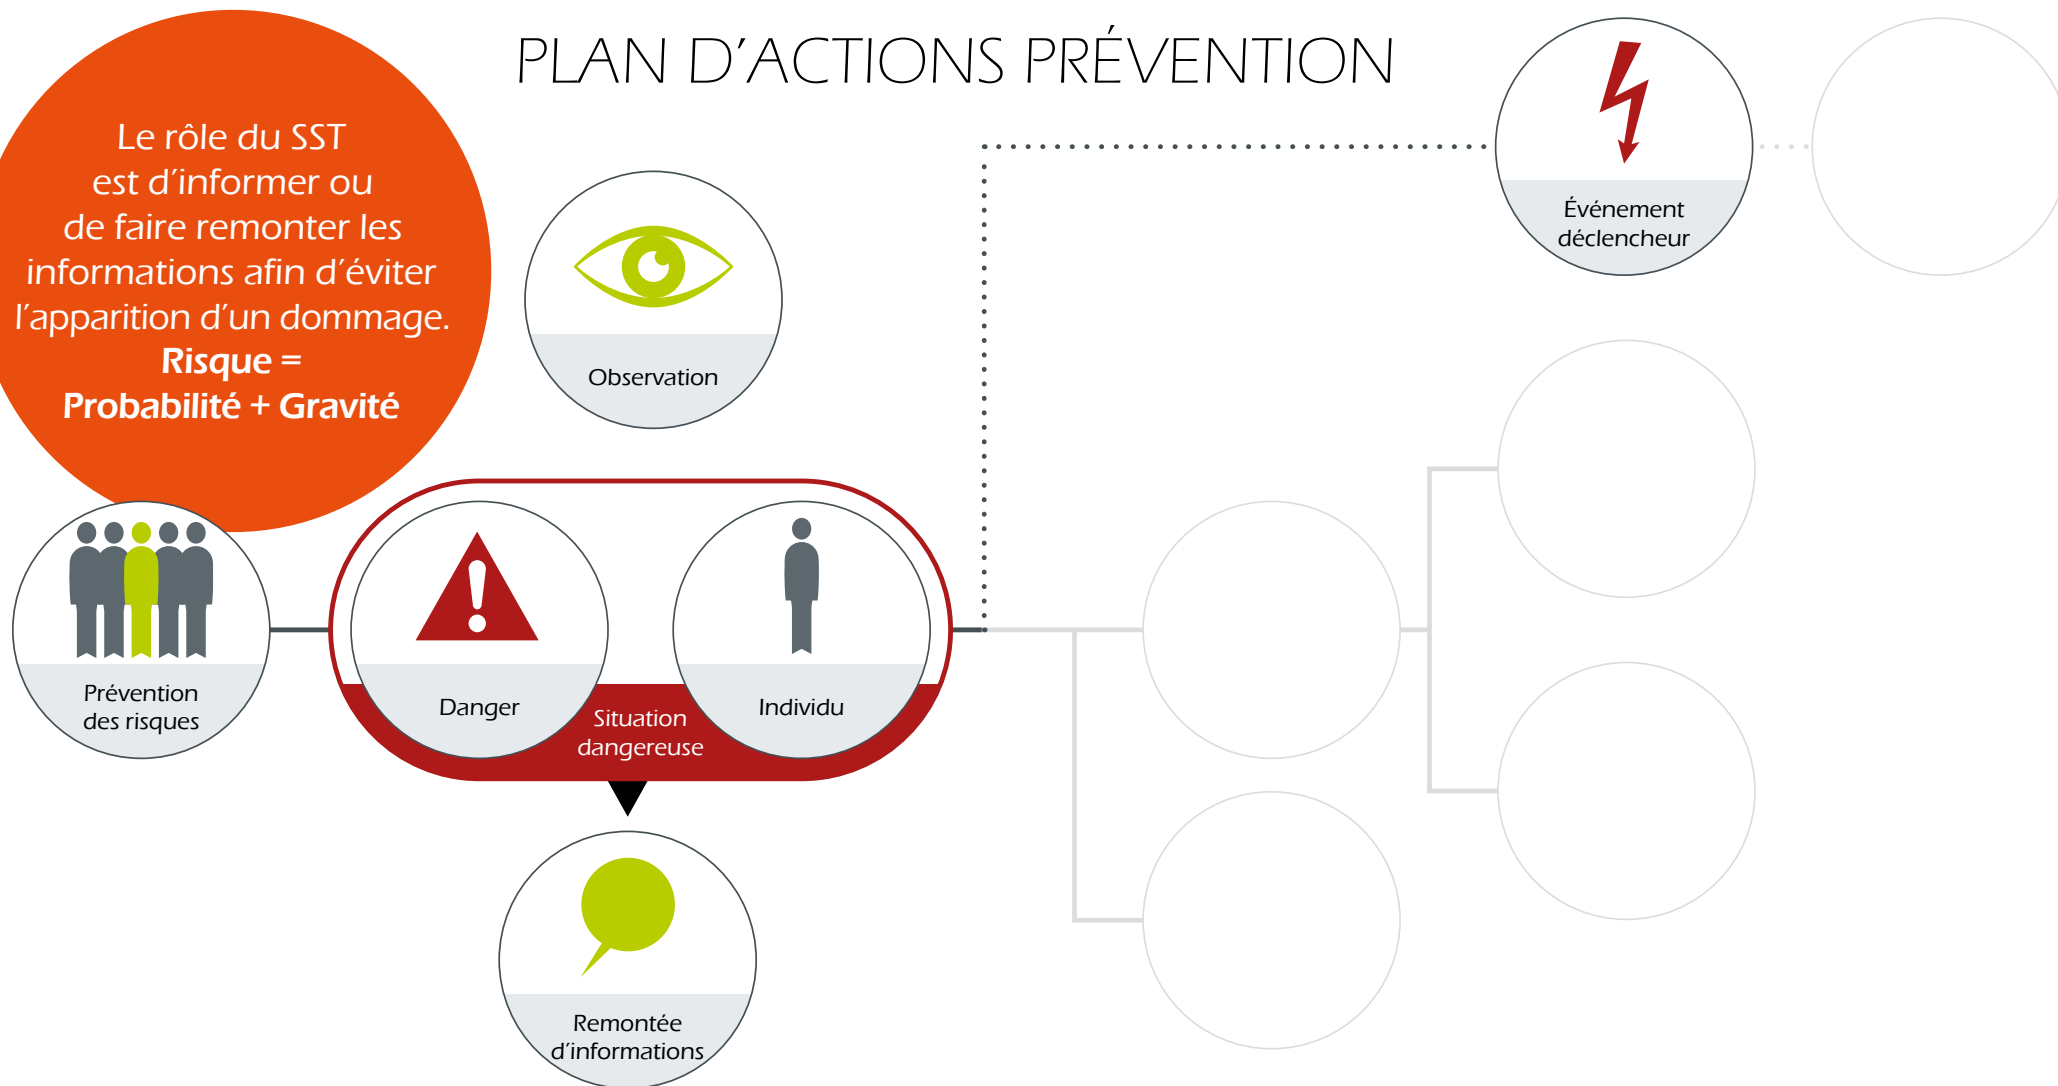 PLAN D'ACTIONS PRÉVENTION
Le rôle du SST
est d'informer ou
de faire remonter les
informations afin d'éviter
l'apparition d'un dommage.
Risque =
Probabilité + Gravité
Observation
Événement
déclencheur
Prévention
des risques
Danger
Situation
dangereuse
Individu
Remontée
d'informations